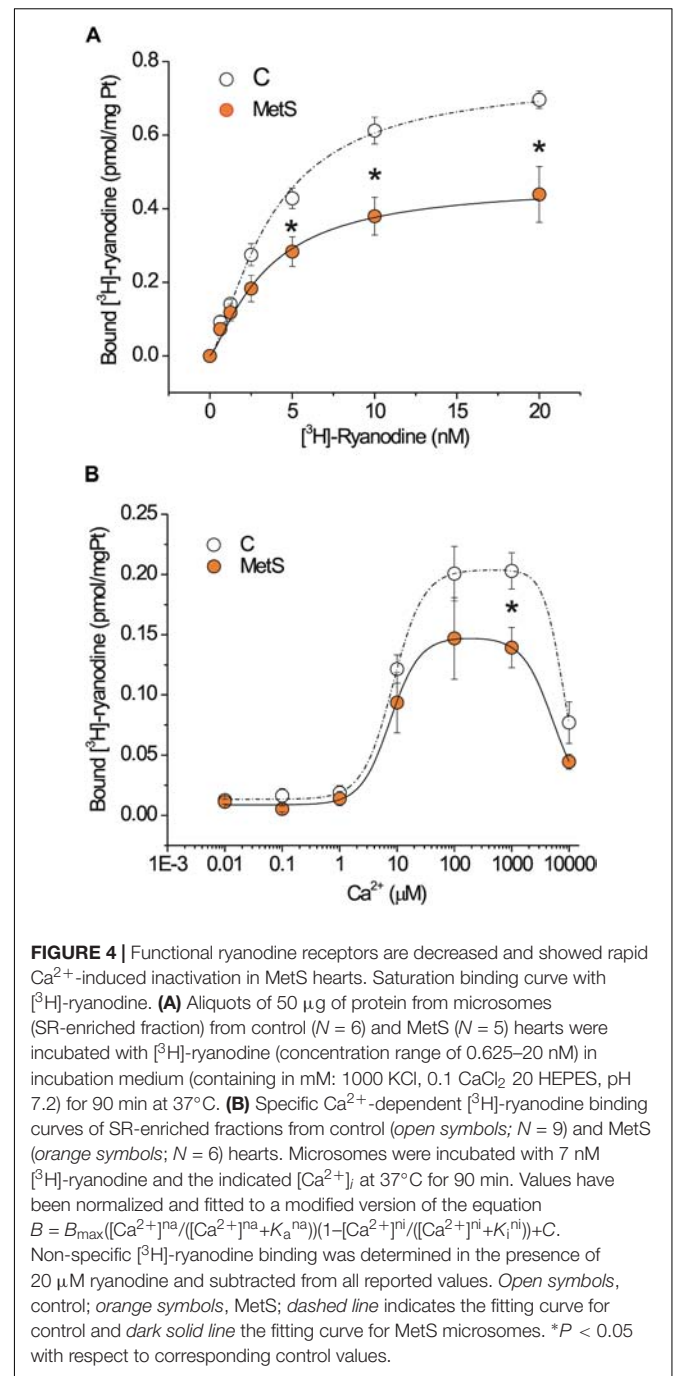 A
C
MetS
0.8
0.6
0.4
0.2
0.0
Bound [³H]-ryanodine (pmol/mg Pt)
*
*
*
0 5 10 15 20
[³H]-Ryanodine (nM)
B
C
MetS
0.25
0.20
0.15
0.10
0.05
0.00
Bound [³H]-ryanodine (pmol/mgPt)
*
1E-3 0.01 0.1 1 10 100 1000 10000
Ca²⁺ (μM)
FIGURE 4 | Functional ryanodine receptors are decreased and showed rapid
Ca²⁺-induced inactivation in MetS hearts. Saturation binding curve with
[³H]-ryanodine. (A) Aliquots of 50 μg of protein from microsomes
(SR-enriched fraction) from control (N = 6) and MetS (N = 5) hearts were
incubated with [³H]-ryanodine (concentration range of 0.625–20 nM) in
incubation medium (containing in mM: 1000 KCl, 0.1 CaCl₂ 20 HEPES, pH
7.2) for 90 min at 37°C. (B) Specific Ca²⁺-dependent [³H]-ryanodine binding
curves of SR-enriched fractions from control (open symbols; N = 9) and MetS
(orange symbols; N = 6) hearts. Microsomes were incubated with 7 nM
[³H]-ryanodine and the indicated [Ca²⁺]ᵢ at 37°C for 90 min. Values have
been normalized and fitted to a modified version of the equation
B = Bmax([Ca²⁺]ⁿᵃ/([Ca²⁺]ⁿᵃ+Kₐⁿᵃ))(1–[Ca²⁺]ⁿⁱ/([Ca²⁺]ⁿⁱ+Kᵢⁿⁱ))+C.
Non-specific [³H]-ryanodine binding was determined in the presence of
20 μM ryanodine and subtracted from all reported values. Open symbols,
control; orange symbols, MetS; dashed line indicates the fitting curve for
control and dark solid line the fitting curve for MetS microsomes. *P < 0.05
with respect to corresponding control values.